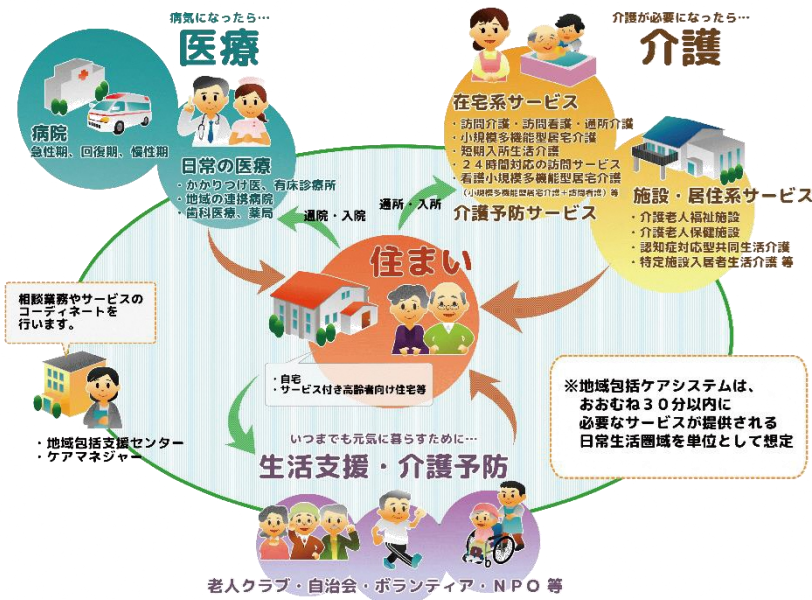 病気になったら…
医療
病院
急性期、回復期、慢性期
日常の医療
・かかりつけ医、有床診療所
・地域の連携病院
・歯科医療、薬局
介護が必要になったら…
介護
在宅系サービス
・訪問介護・訪問看護・通所介護
・小規模多機能型居宅介護
・短期入所生活介護
・２４時間対応の訪問サービス
・看護小規模多機能型居宅介護
（小規模多機能型居宅介護＋訪問看護）等
介護予防サービス
施設・居住系サービス
・介護老人福祉施設
・介護老人保健施設
・認知症対応型共同生活介護
・特定施設入居者生活介護 等
通院・入院
通所・入所
住まい
・自宅
・サービス付き高齢者向け住宅等
相談業務やサービスの
コーディネートを
行います。
・地域包括支援センター
・ケアマネジャー
※地域包括ケアシステムは、
おおむね３０分以内に
必要なサービスが提供される
日常生活圏域を単位として想定
いつまでも元気に暮らすために…
生活支援・介護予防
老人クラブ・自治会・ボランティア・ＮＰＯ 等